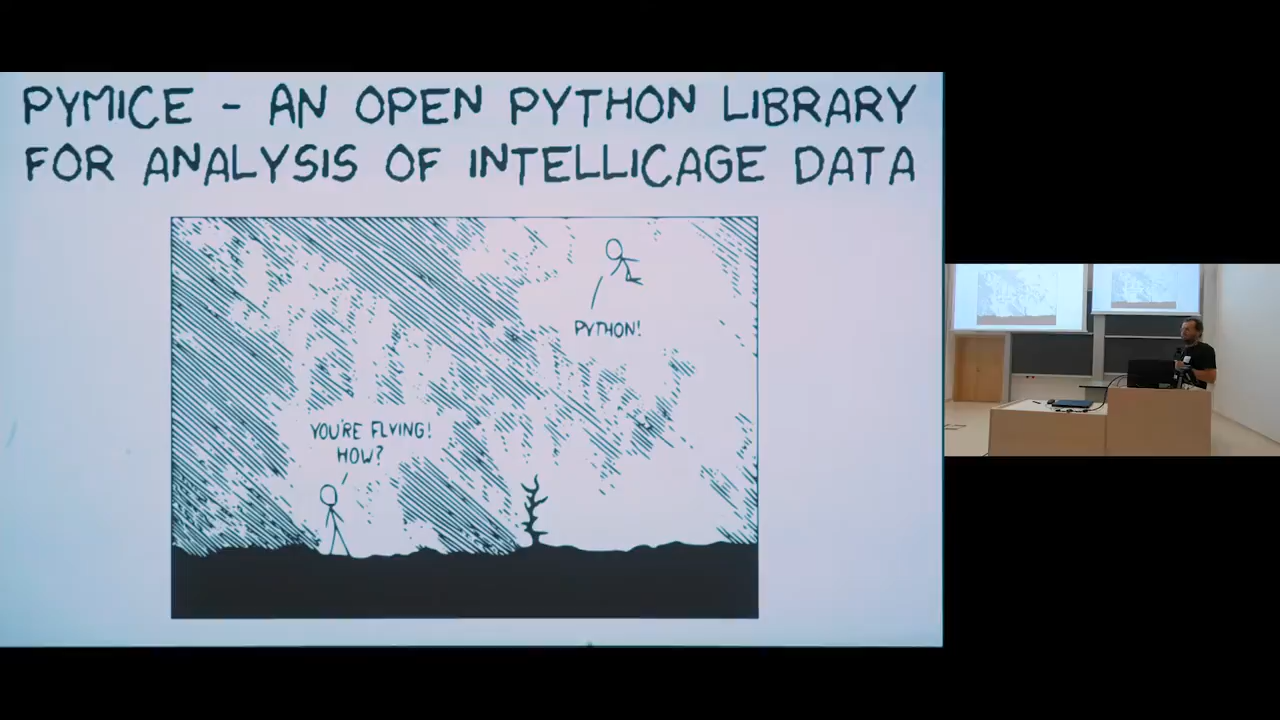 PYMICE - AN OPEN PYTHON LIBRARY
FOR ANALYSIS OF INTELLICAGE DATA
PYTHON!
YOU'RE FLYING!
HOW?